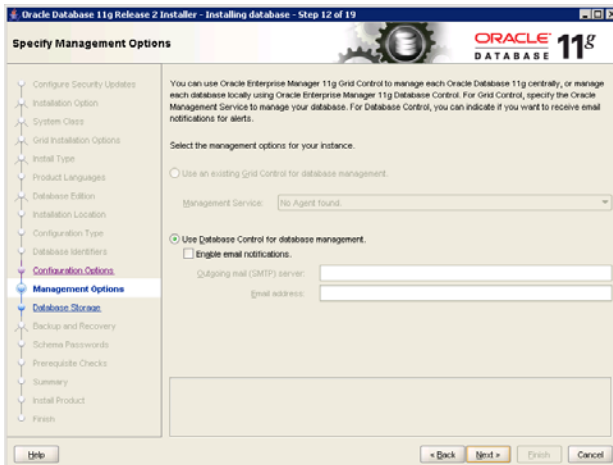 Oracle Database 11g Release 2 Installer - Installing database - Step 12 of 19
Specify Management Options
ORACLE
DATABASE
11g
Configure Security Updates
Installation Option
System Class
Grid Installation Options
Install Type
Product Languages
Database Edition
Installation Location
Configuration Type
Database Identifiers
Configuration Options
Management Options
Database Storage
Backup and Recovery
Schema Passwords
Prerequisite Checks
Summary
Install Product
Finish
You can use Oracle Enterprise Manager 11g Grid Control to manage each Oracle Database 11g centrally, or manage
each database locally using Oracle Enterprise Manager 11g Database Control. For Grid Control, specify the Oracle
Management Service to manage your database. For Database Control, you can indicate if you want to receive email
notifications for alerts.
Select the management options for your instance.
Use an existing Grid Control for database management.
Management Service: No Agent found.
Use Database Control for database management.
Enable email notifications.
Outgoing mail (SMTP) server:
Email address:
Help
< Back
Next >
Finish
Cancel